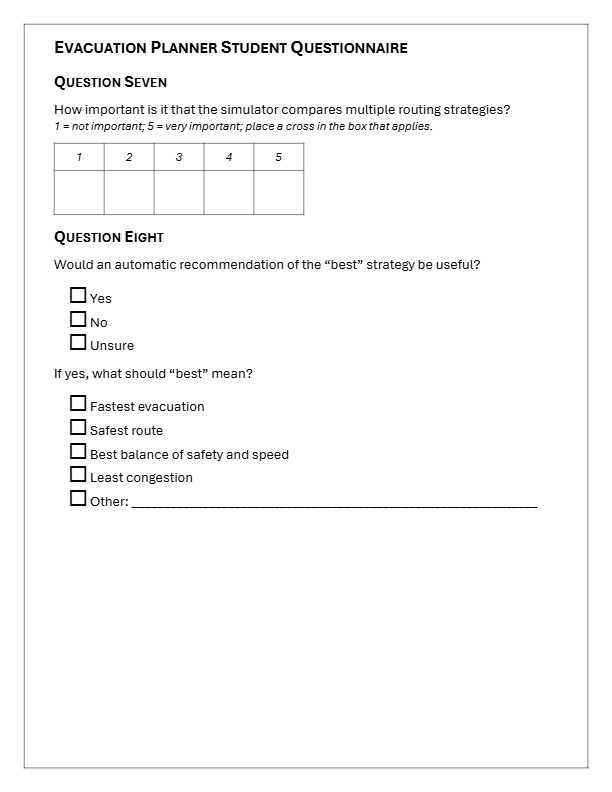 EVACUATION PLANNER STUDENT QUESTIONNAIRE
QUESTION SEVEN
How important is it that the simulator compares multiple routing strategies?
1 = not important; 5 = very important; place a cross in the box that applies.
1 2 3 4 5
QUESTION EIGHT
Would an automatic recommendation of the “best” strategy be useful?
Yes
No
Unsure
If yes, what should “best” mean?
Fastest evacuation
Safest route
Best balance of safety and speed
Least congestion
Other: ______________________________________________________________